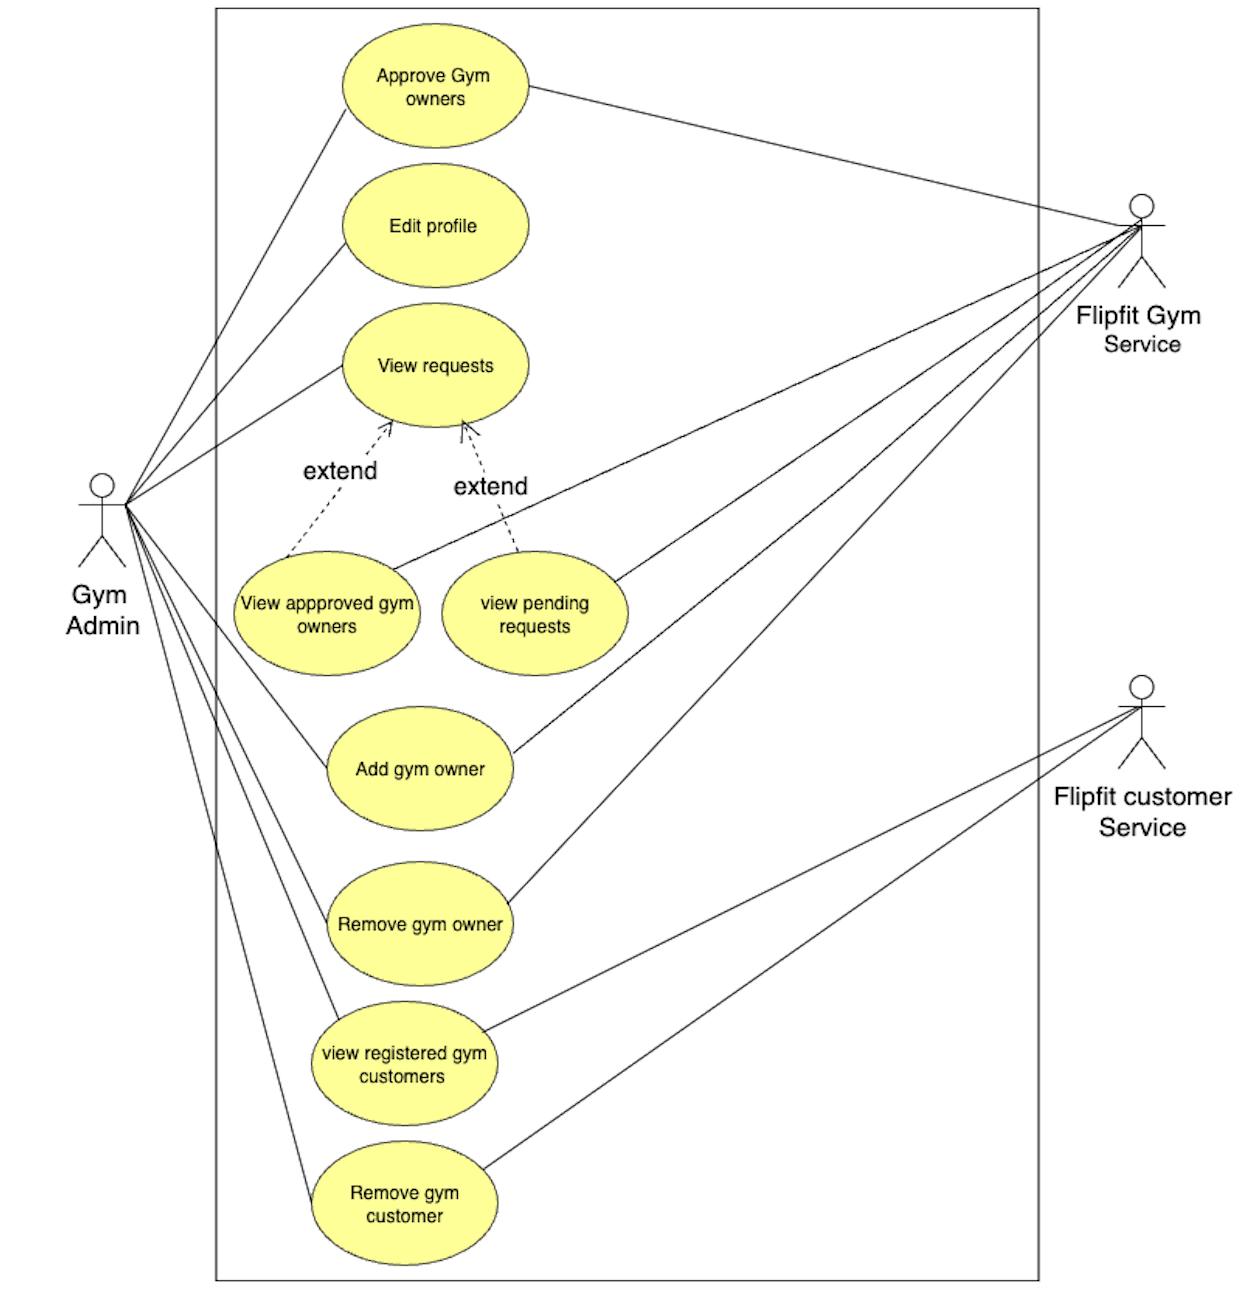 Approve Gym
owners
Edit profile
View requests
extend
extend
View appproved gym
owners
view pending
requests
Add gym owner
Remove gym owner
view registered gym
customers
Remove gym
customer
Gym
Admin
Flipfit Gym
Service
Flipfit customer
Service